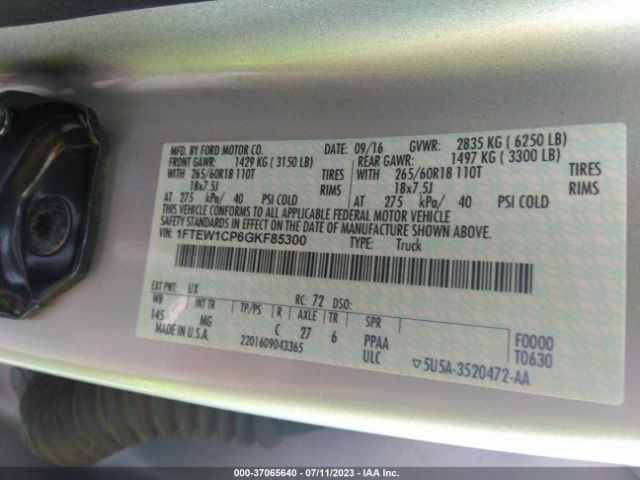 MFD. BY FORD MOTOR CO. DATE: 09/16 GVWR: 2835 KG ( 6250 LB)
FRONT GAWR: 1429 KG ( 3150 LB) REAR GAWR: 1497 KG ( 3300 LB)
WITH 265/60R18 110T TIRES WITH 265/60R18 110T TIRES
18x7.5J RIMS 18x7.5J RIMS
AT 275 kPa/ 40 PSI COLD AT 275 kPa/ 40 PSI COLD
THIS VEHICLE CONFORMS TO ALL APPLICABLE FEDERAL MOTOR VEHICLE
SAFETY STANDARDS IN EFFECT ON THE DATE OF MANUFACTURE SHOWN ABOVE.
VIN: 1FTEW1CP6GKF85300 TYPE: Truck
EXT PNT: UX RC: 72 DSO:
WB INT TR TP/PS R AXLE TR SPR
145 MG C 27 6 PPAA F0000
MADE IN U.S.A. 2201609043365 ULC T0630
▽5U5A-3520472-AA
000-37065640 - 07/11/2023 - IAA Inc.